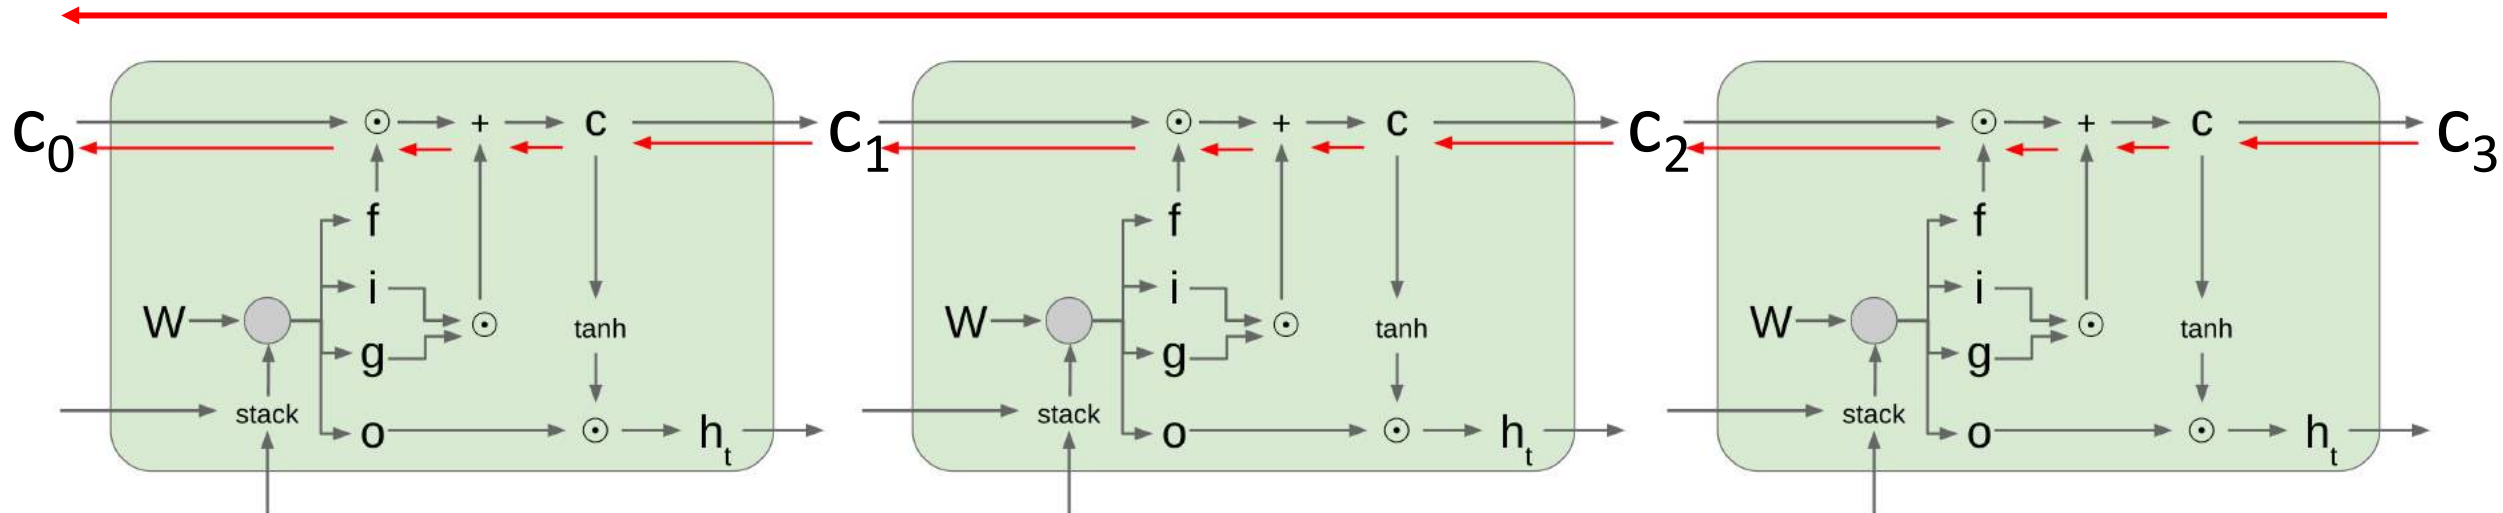 c₀ ⊙ + c c₁ ⊙ + c c₂ ⊙ + c c₃
f f f
i i i
W ⊙ tanh W ⊙ tanh W ⊙ tanh
g g g
stack o ⊙ hₜ stack o ⊙ hₜ stack o ⊙ hₜ